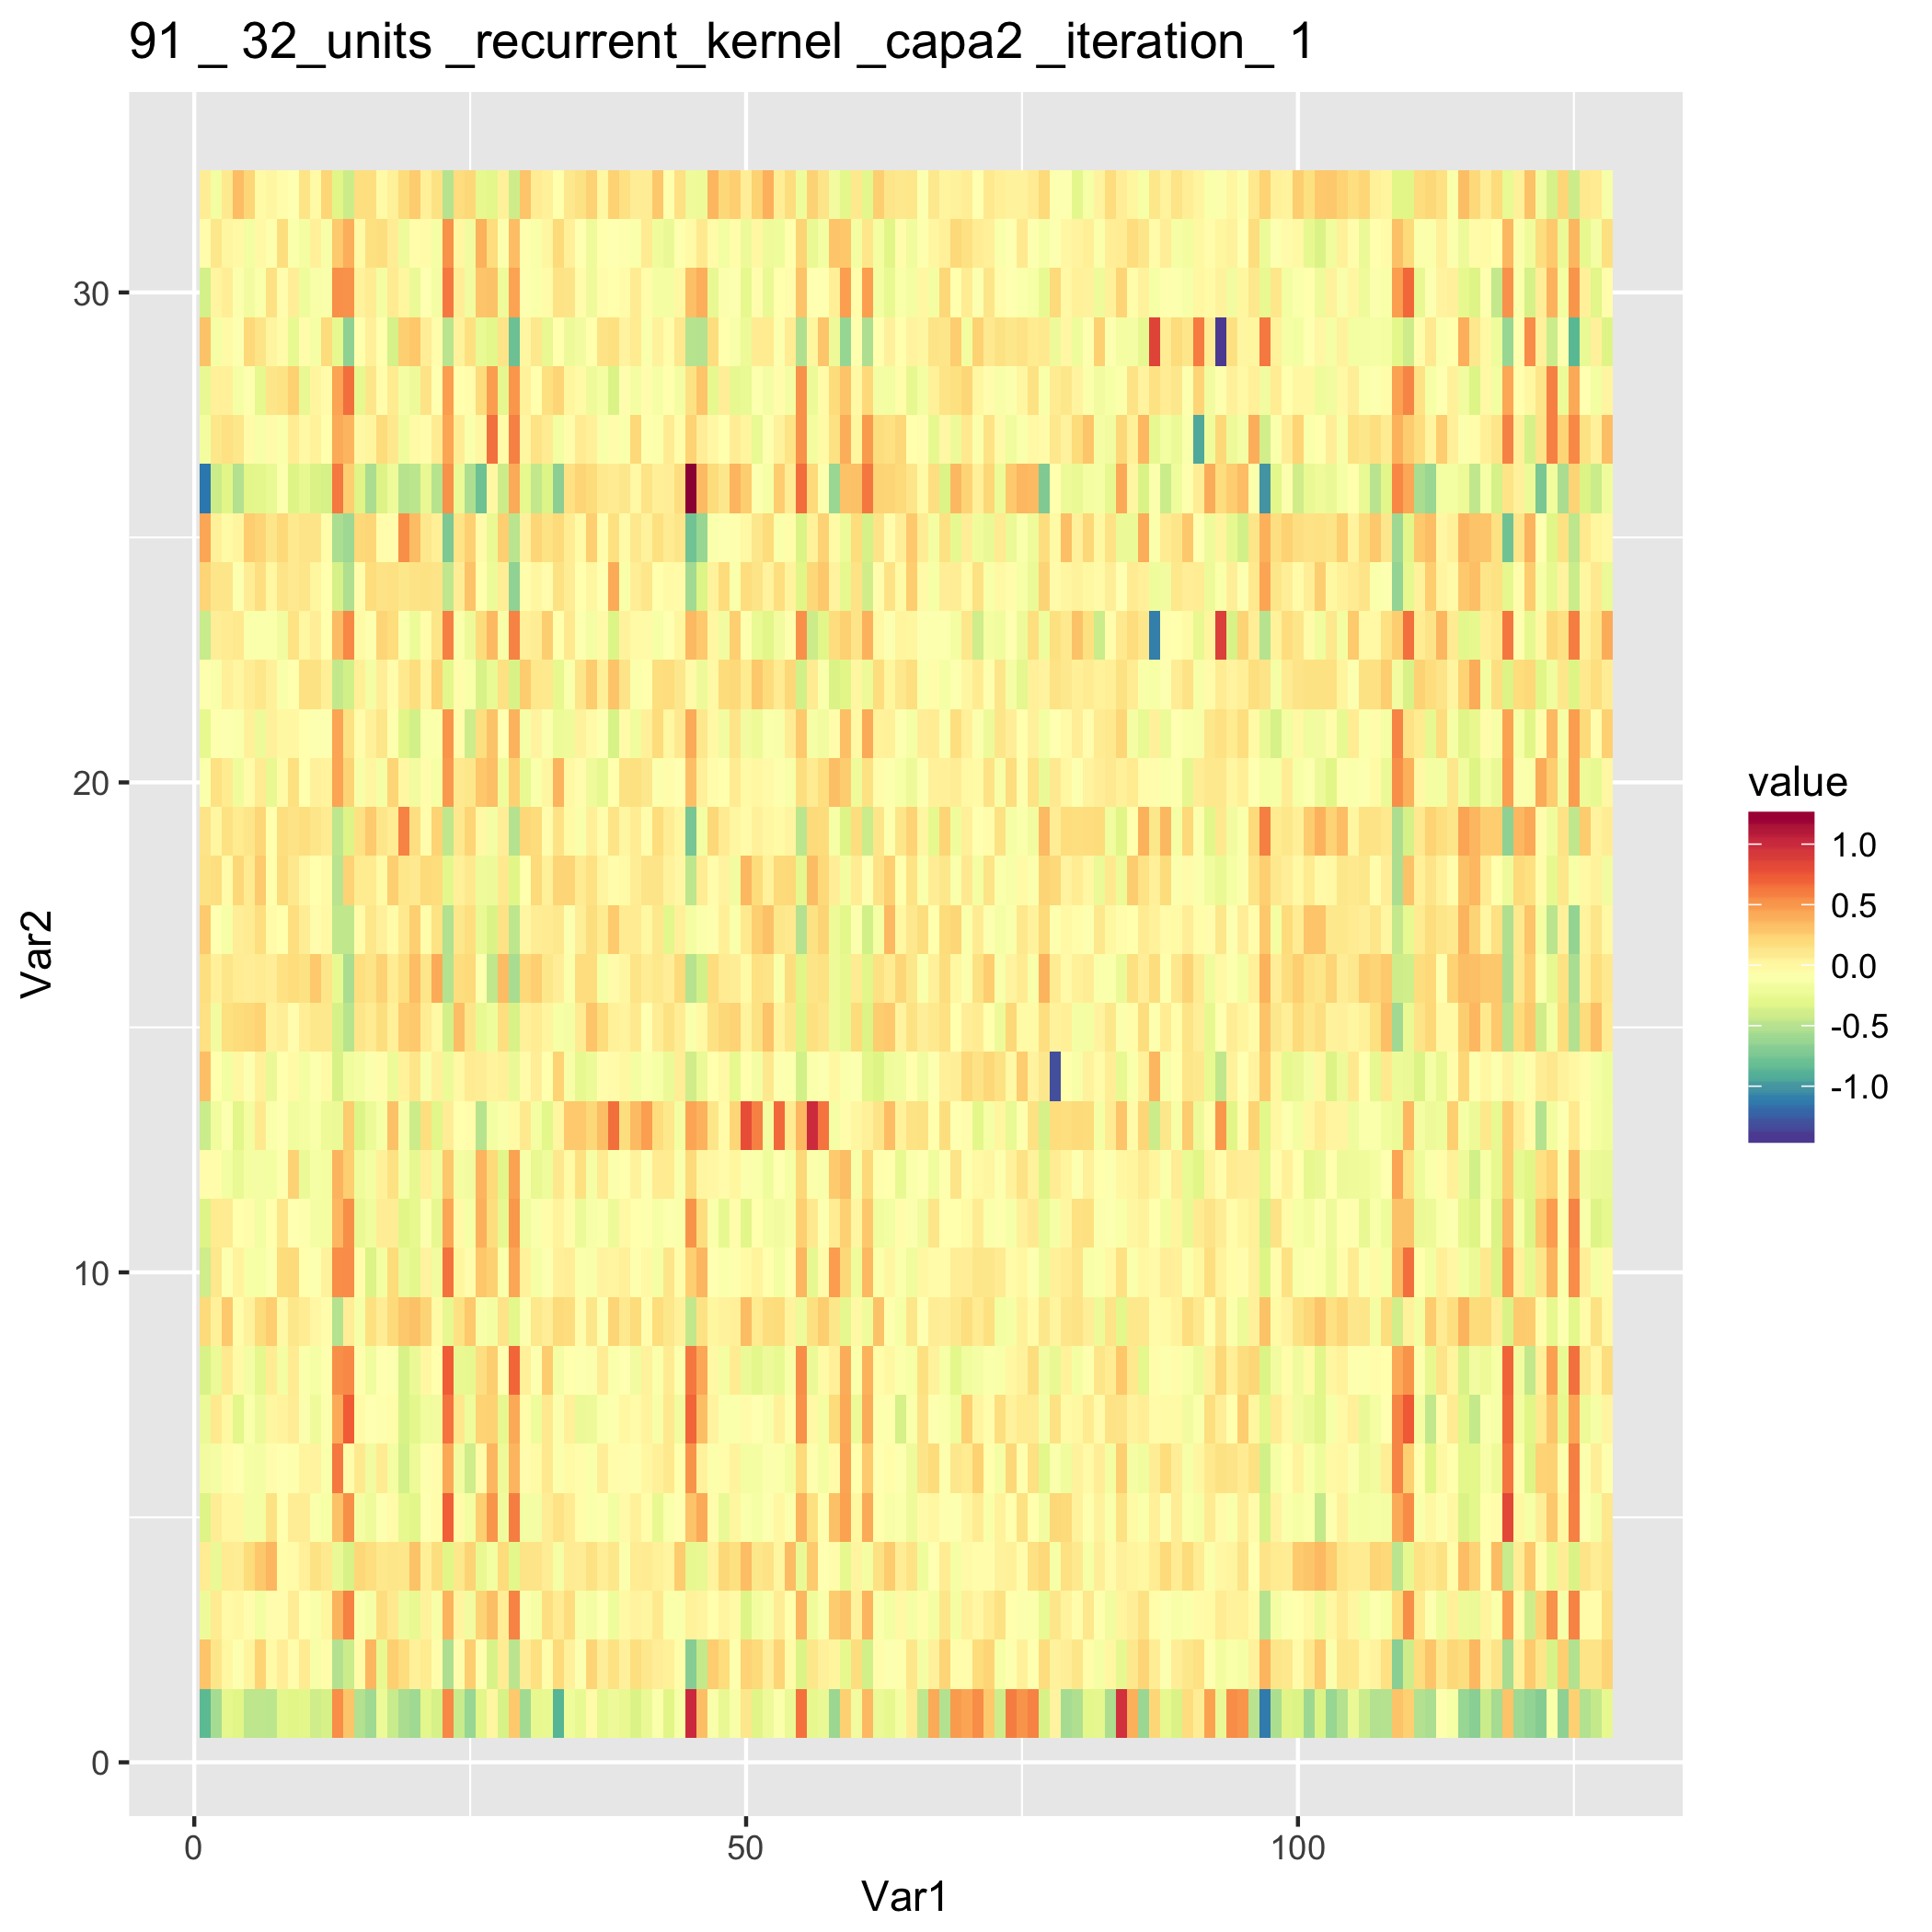 91 _ 32_units _recurrent_kernel _capa2 _iteration_ 1
30
20
10
0
Var2
0 50 100
Var1
value
1.0
0.5
0.0
-0.5
-1.0